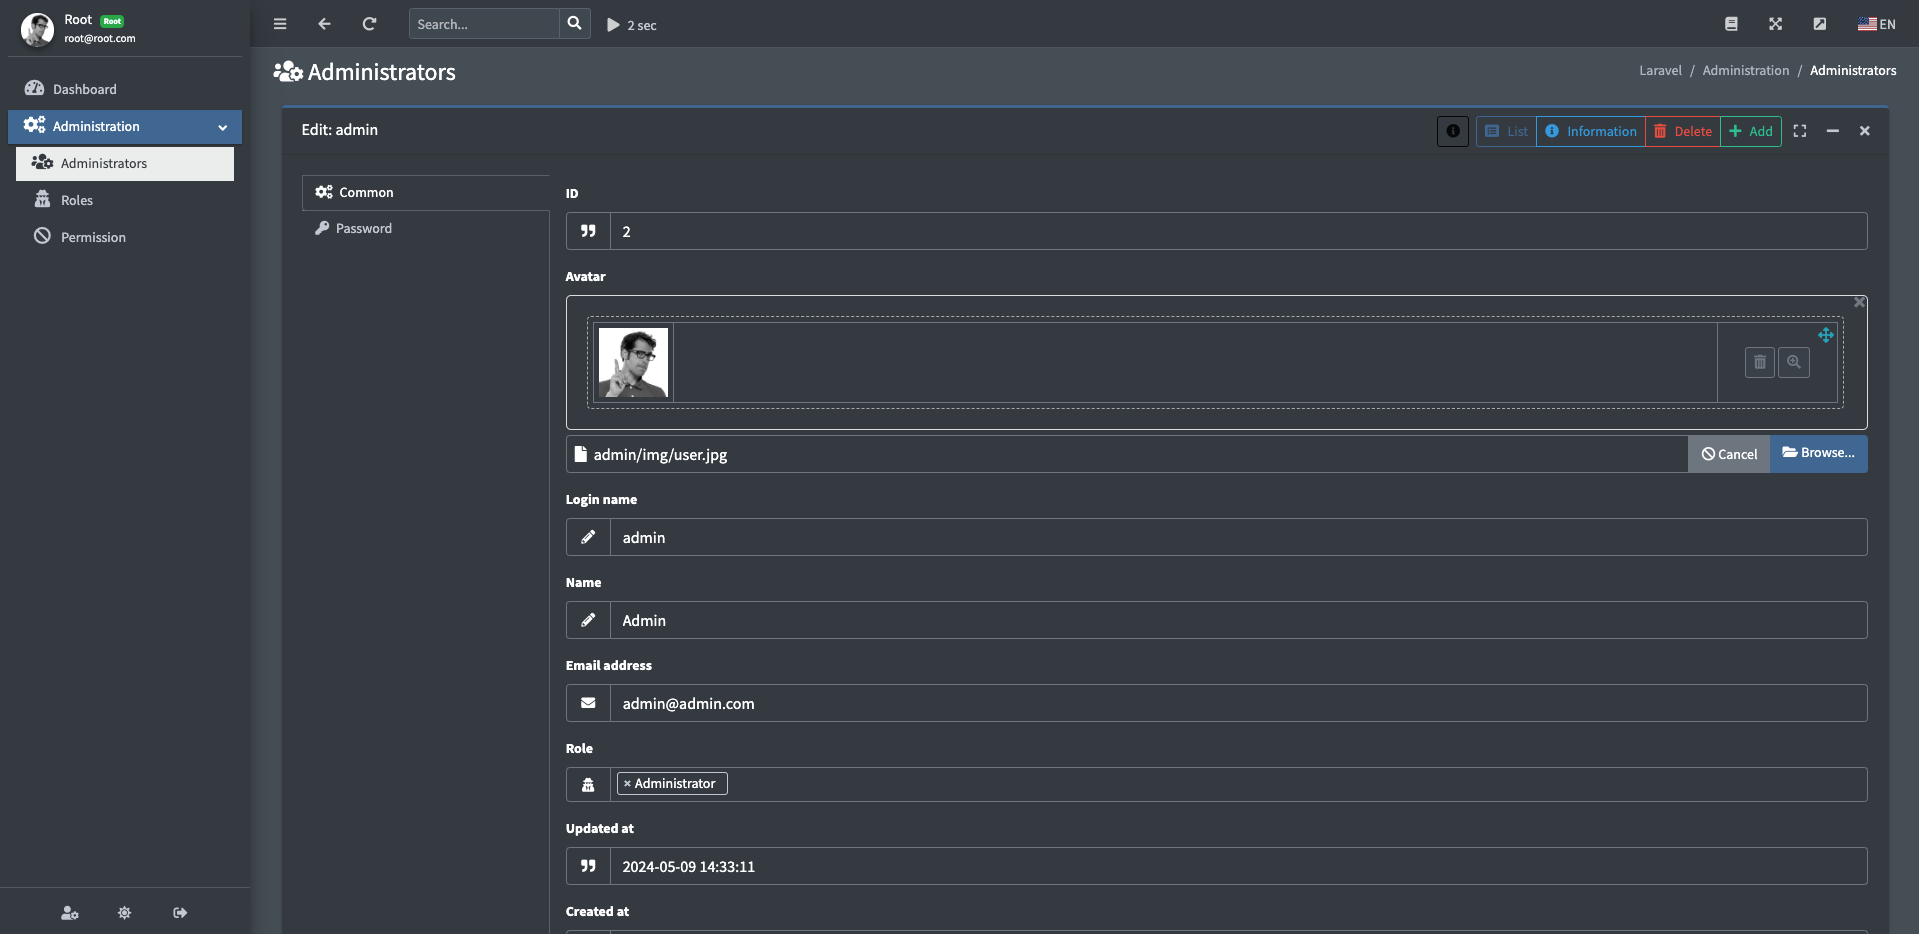 Root Root
root@root.com
Search...
2 sec
EN
Dashboard
Administration
Administrators
Roles
Permission
Administrators
Laravel / Administration / Administrators
Edit: admin
List
Information
Delete
Add
Common
Password
ID
2
Avatar
admin/img/user.jpg
Cancel
Browse...
Login name
admin
Name
Admin
Email address
admin@admin.com
Role
× Administrator
Updated at
2024-05-09 14:33:11
Created at